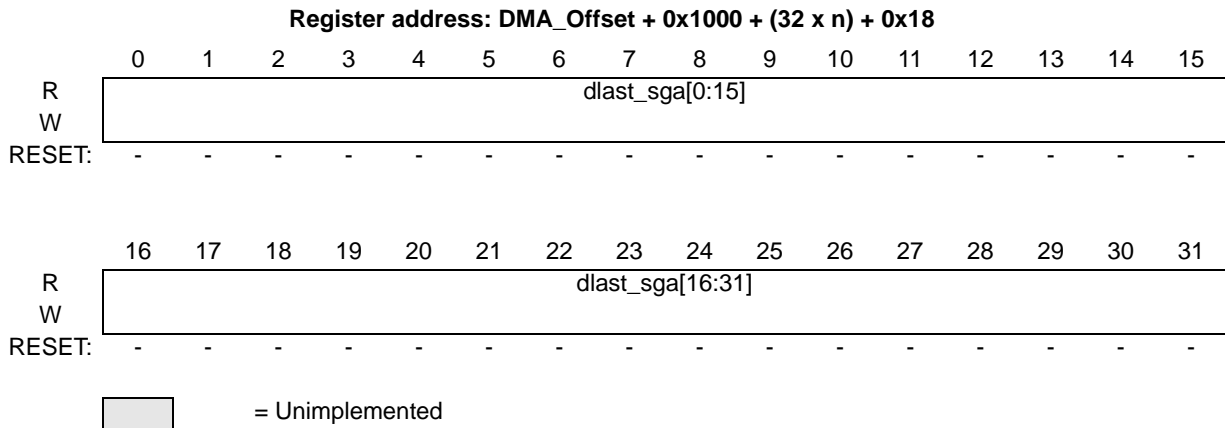 Register address: DMA_Offset + 0x1000 + (32 x n) + 0x18
0 1 2 3 4 5 6 7 8 9 10 11 12 13 14 15
R dlast_sga[0:15]
W
RESET: - - - - - - - - - - - - - - - -
16 17 18 19 20 21 22 23 24 25 26 27 28 29 30 31
R dlast_sga[16:31]
W
RESET: - - - - - - - - - - - - - - - -
= Unimplemented